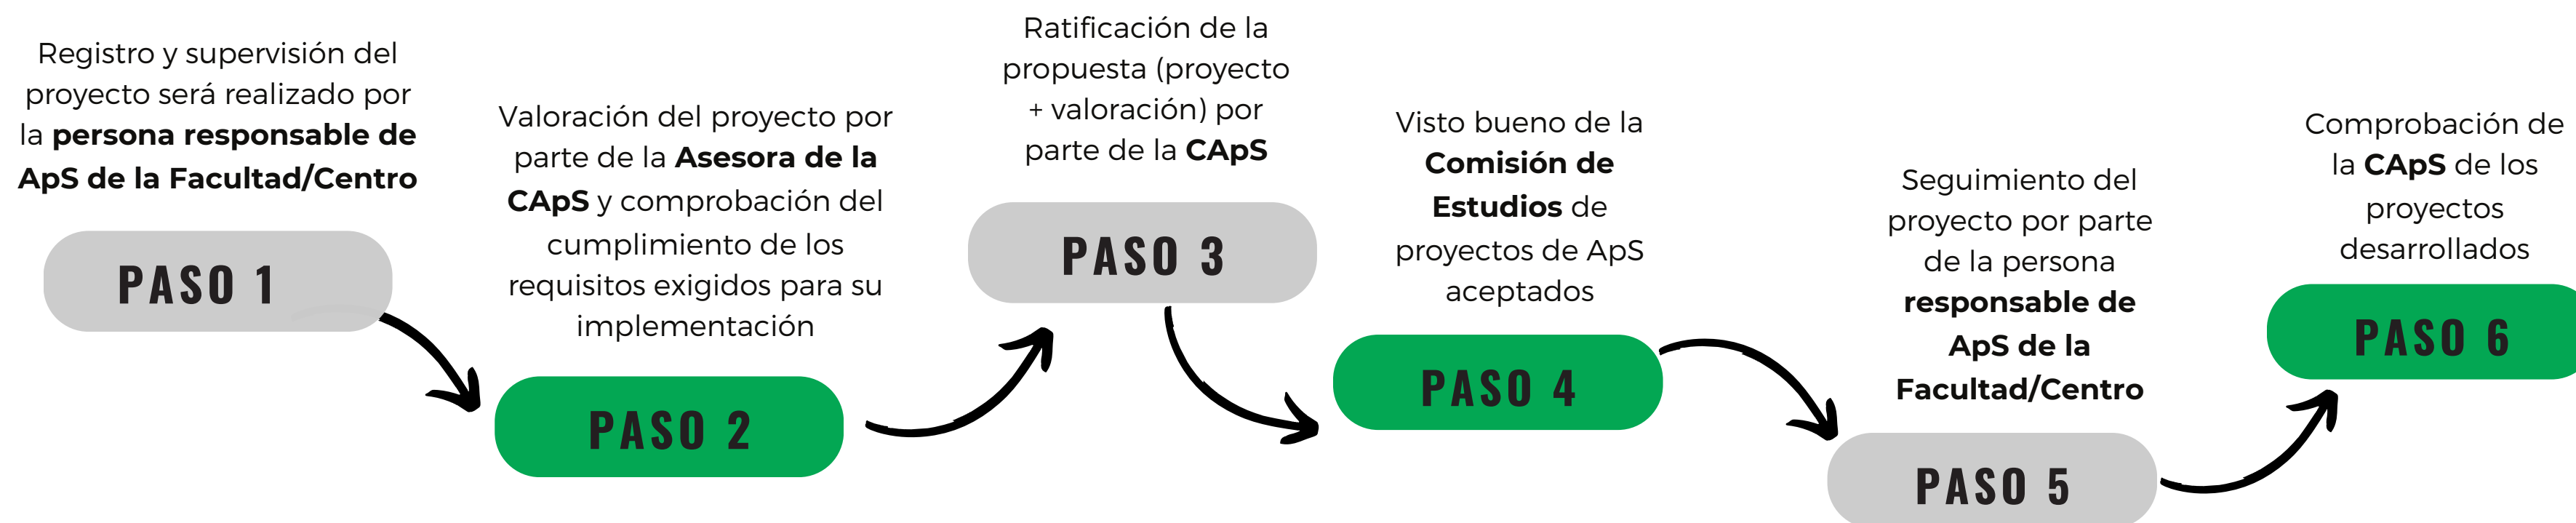 Registro y supervisión del
proyecto será realizado por
la persona responsable de
ApS de la Facultad/Centro
PASO 1
Valoración del proyecto por
parte de la Asesora de la
CApS y comprobación del
cumplimiento de los
requisitos exigidos para su
implementación
PASO 2
Ratificación de la
propuesta (proyecto
+ valoración) por
parte de la CApS
PASO 3
Visto bueno de la
Comisión de
Estudios de
proyectos de ApS
aceptados
PASO 4
Seguimiento del
proyecto por parte
de la persona
responsable de
ApS de la
Facultad/Centro
PASO 5
Comprobación de
la CApS de los
proyectos
desarrollados
PASO 6